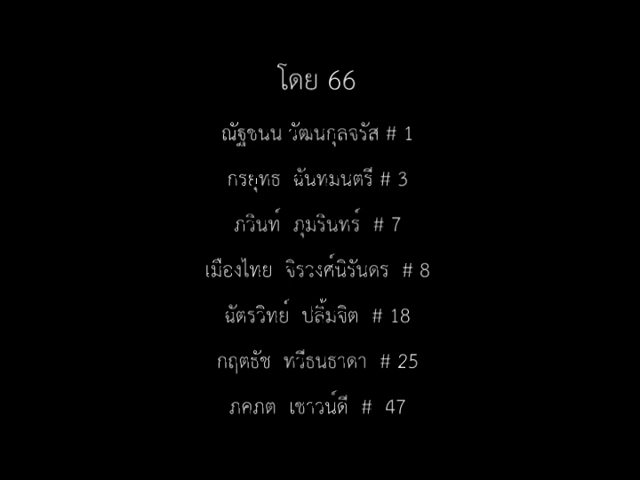 โดย 66
ณัฐชนน วัฒนกุลจรัส # 1
กรยุทธ ฉันทมนตรี # 3
ภวินท์ ภุมรินทร์ # 7
เมืองไทย จิรวงศ์นิรันดร # 8
ฉัตรวิทย์ ปลิ้มจิต # 18
กฤตธัช ทวีธนธาดา # 25
ภคภต เชาวน์ดี # 47